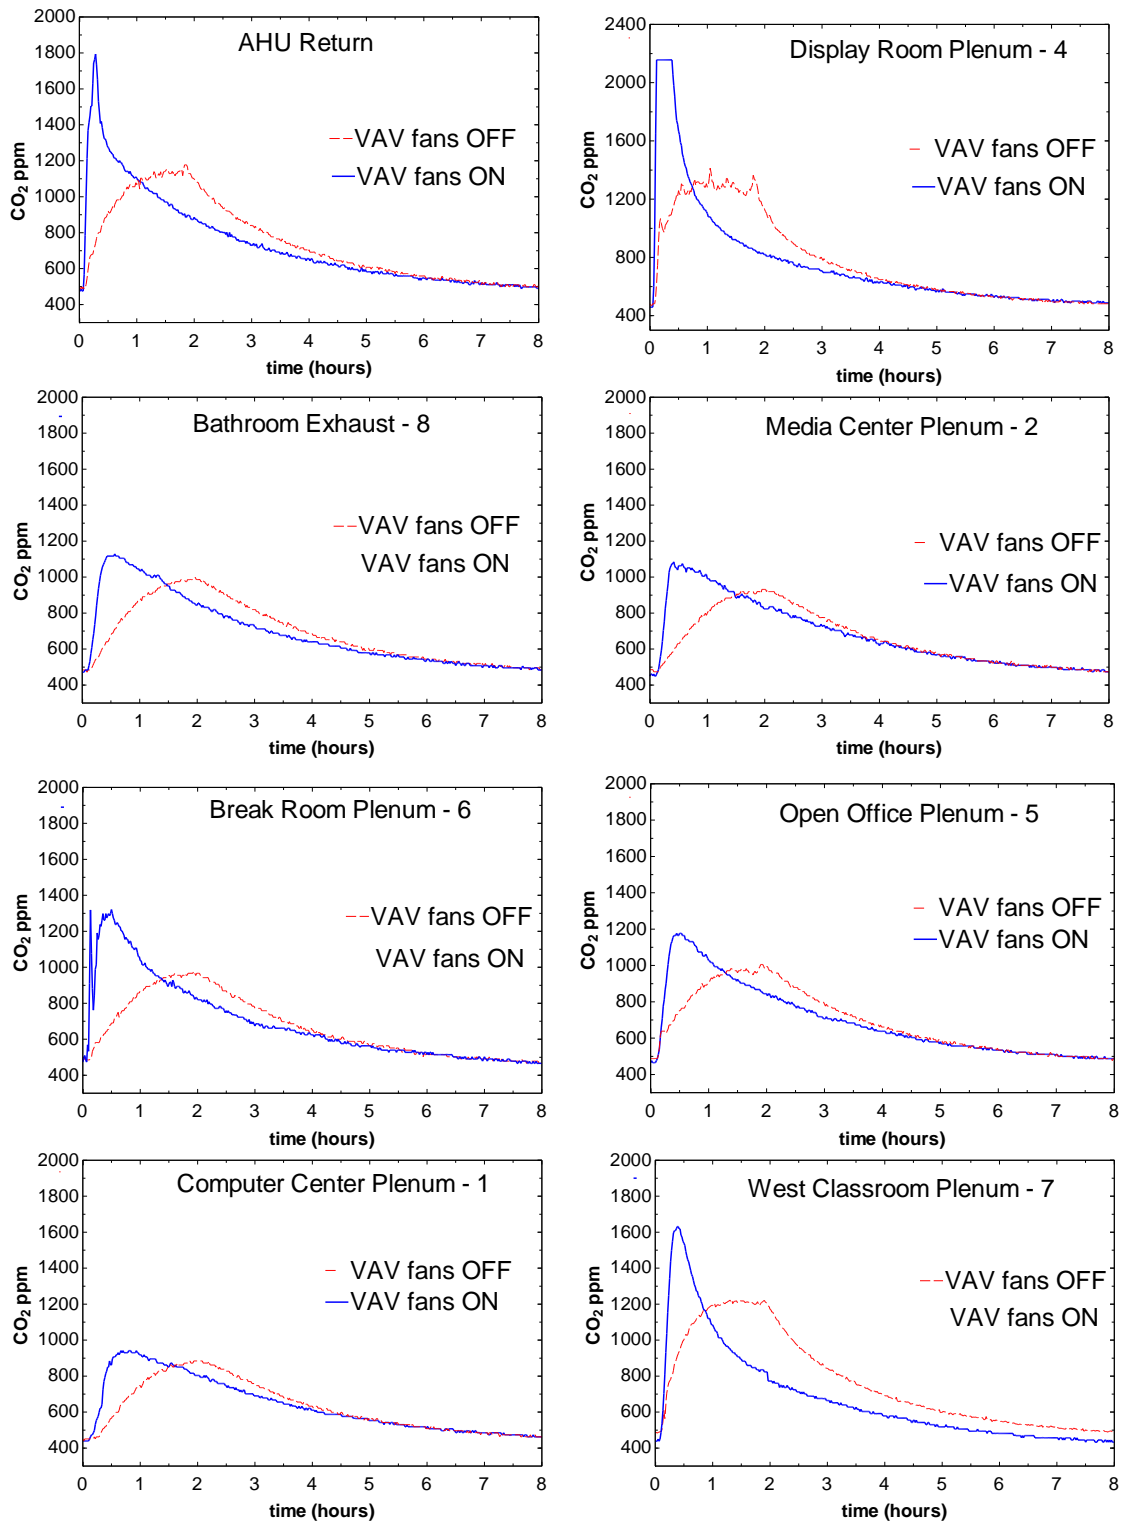 AHU Return
2000
1800
1600
1400
1200
1000
800
600
400
CO2 ppm
VAV fans OFF
VAV fans ON
0 1 2 3 4 5 6 7 8
time (hours)
Display Room Plenum - 4
2400
2000
1600
1200
800
400
CO2 ppm
VAV fans OFF
VAV fans ON
0 1 2 3 4 5 6 7 8
time (hours)
Bathroom Exhaust - 8
2000
1800
1600
1400
1200
1000
800
600
400
CO2 ppm
VAV fans OFF
VAV fans ON
0 1 2 3 4 5 6 7 8
time (hours)
Media Center Plenum - 2
2000
1800
1600
1400
1200
1000
800
600
400
CO2 ppm
VAV fans OFF
VAV fans ON
0 1 2 3 4 5 6 7 8
time (hours)
Break Room Plenum - 6
2000
1800
1600
1400
1200
1000
800
600
400
CO2 ppm
VAV fans OFF
VAV fans ON
0 1 2 3 4 5 6 7 8
time (hours)
Open Office Plenum - 5
2000
1800
1600
1400
1200
1000
800
600
400
CO2 ppm
VAV fans OFF
VAV fans ON
0 1 2 3 4 5 6 7 8
time (hours)
Computer Center Plenum - 1
2000
1800
1600
1400
1200
1000
800
600
400
CO2 ppm
VAV fans OFF
VAV fans ON
0 1 2 3 4 5 6 7 8
time (hours)
West Classroom Plenum - 7
2000
1800
1600
1400
1200
1000
800
600
400
CO2 ppm
VAV fans OFF
VAV fans ON
0 1 2 3 4 5 6 7 8
time (hours)